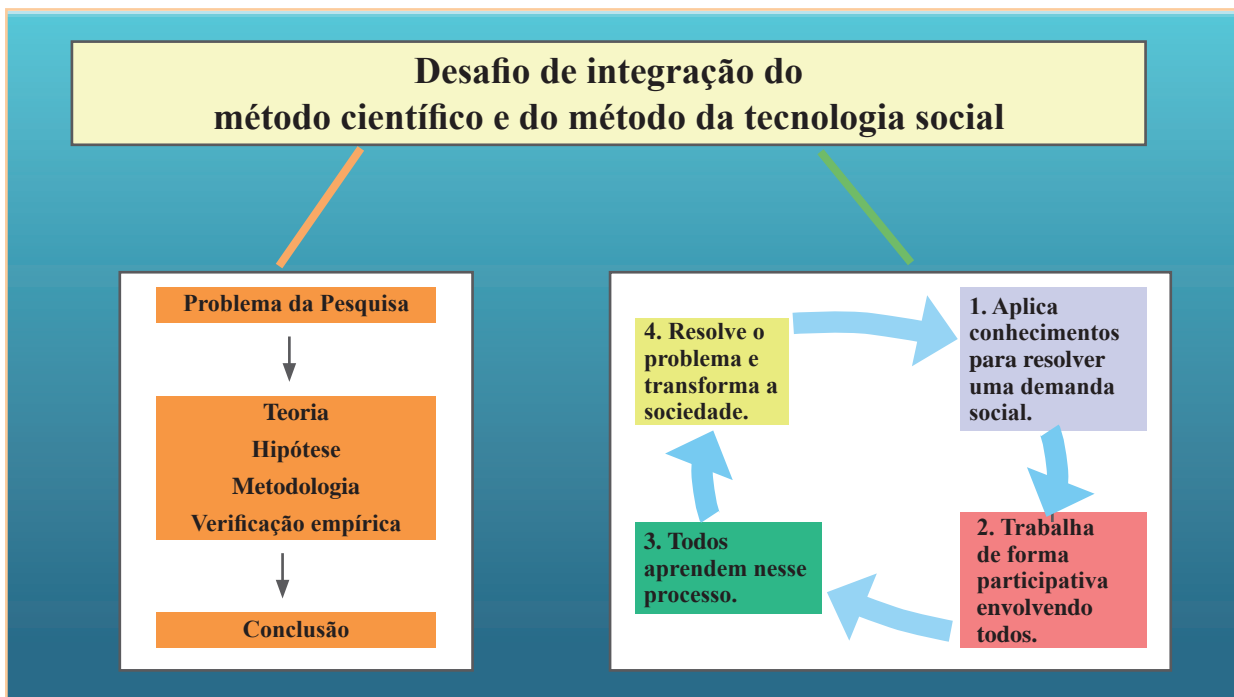 Desafio de integração do
método científico e do método da tecnologia social
Problema da Pesquisa
Teoria
Hipótese
Metodologia
Verificação empírica
Conclusão
1. Aplica
conhecimentos
para resolver
uma demanda
social.
2. Trabalha
de forma
participativa
envolvendo
todos.
3. Todos
aprendem nesse
processo.
4. Resolve o
problema e
transforma a
sociedade.